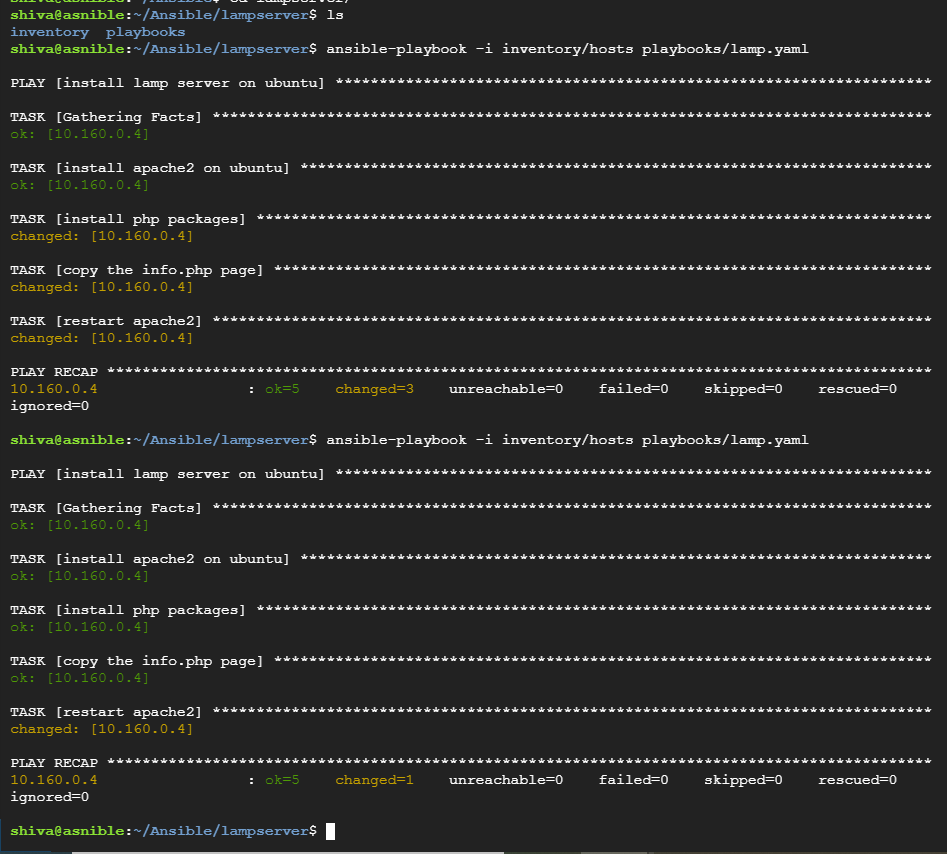 shiva@asnible:~/Ansible$ cd lampserver/
shiva@asnible:~/Ansible/lampserver$ ls
inventory  playbooks
shiva@asnible:~/Ansible/lampserver$ ansible-playbook -i inventory/hosts playbooks/lamp.yaml
PLAY [install lamp server on ubuntu] ********************************************************************
TASK [Gathering Facts] **********************************************************************************
ok: [10.160.0.4]
TASK [install apache2 on ubuntu] ************************************************************************
ok: [10.160.0.4]
TASK [install php packages] *****************************************************************************
changed: [10.160.0.4]
TASK [copy the info.php page] ***************************************************************************
changed: [10.160.0.4]
TASK [restart apache2] **********************************************************************************
changed: [10.160.0.4]
PLAY RECAP **********************************************************************************************
10.160.0.4                 : ok=5    changed=3    unreachable=0    failed=0    skipped=0    rescued=0
ignored=0
shiva@asnible:~/Ansible/lampserver$ ansible-playbook -i inventory/hosts playbooks/lamp.yaml
PLAY [install lamp server on ubuntu] ********************************************************************
TASK [Gathering Facts] **********************************************************************************
ok: [10.160.0.4]
TASK [install apache2 on ubuntu] ************************************************************************
ok: [10.160.0.4]
TASK [install php packages] *****************************************************************************
ok: [10.160.0.4]
TASK [copy the info.php page] ***************************************************************************
ok: [10.160.0.4]
TASK [restart apache2] **********************************************************************************
changed: [10.160.0.4]
PLAY RECAP **********************************************************************************************
10.160.0.4                 : ok=5    changed=1    unreachable=0    failed=0    skipped=0    rescued=0
ignored=0
shiva@asnible:~/Ansible/lampserver$